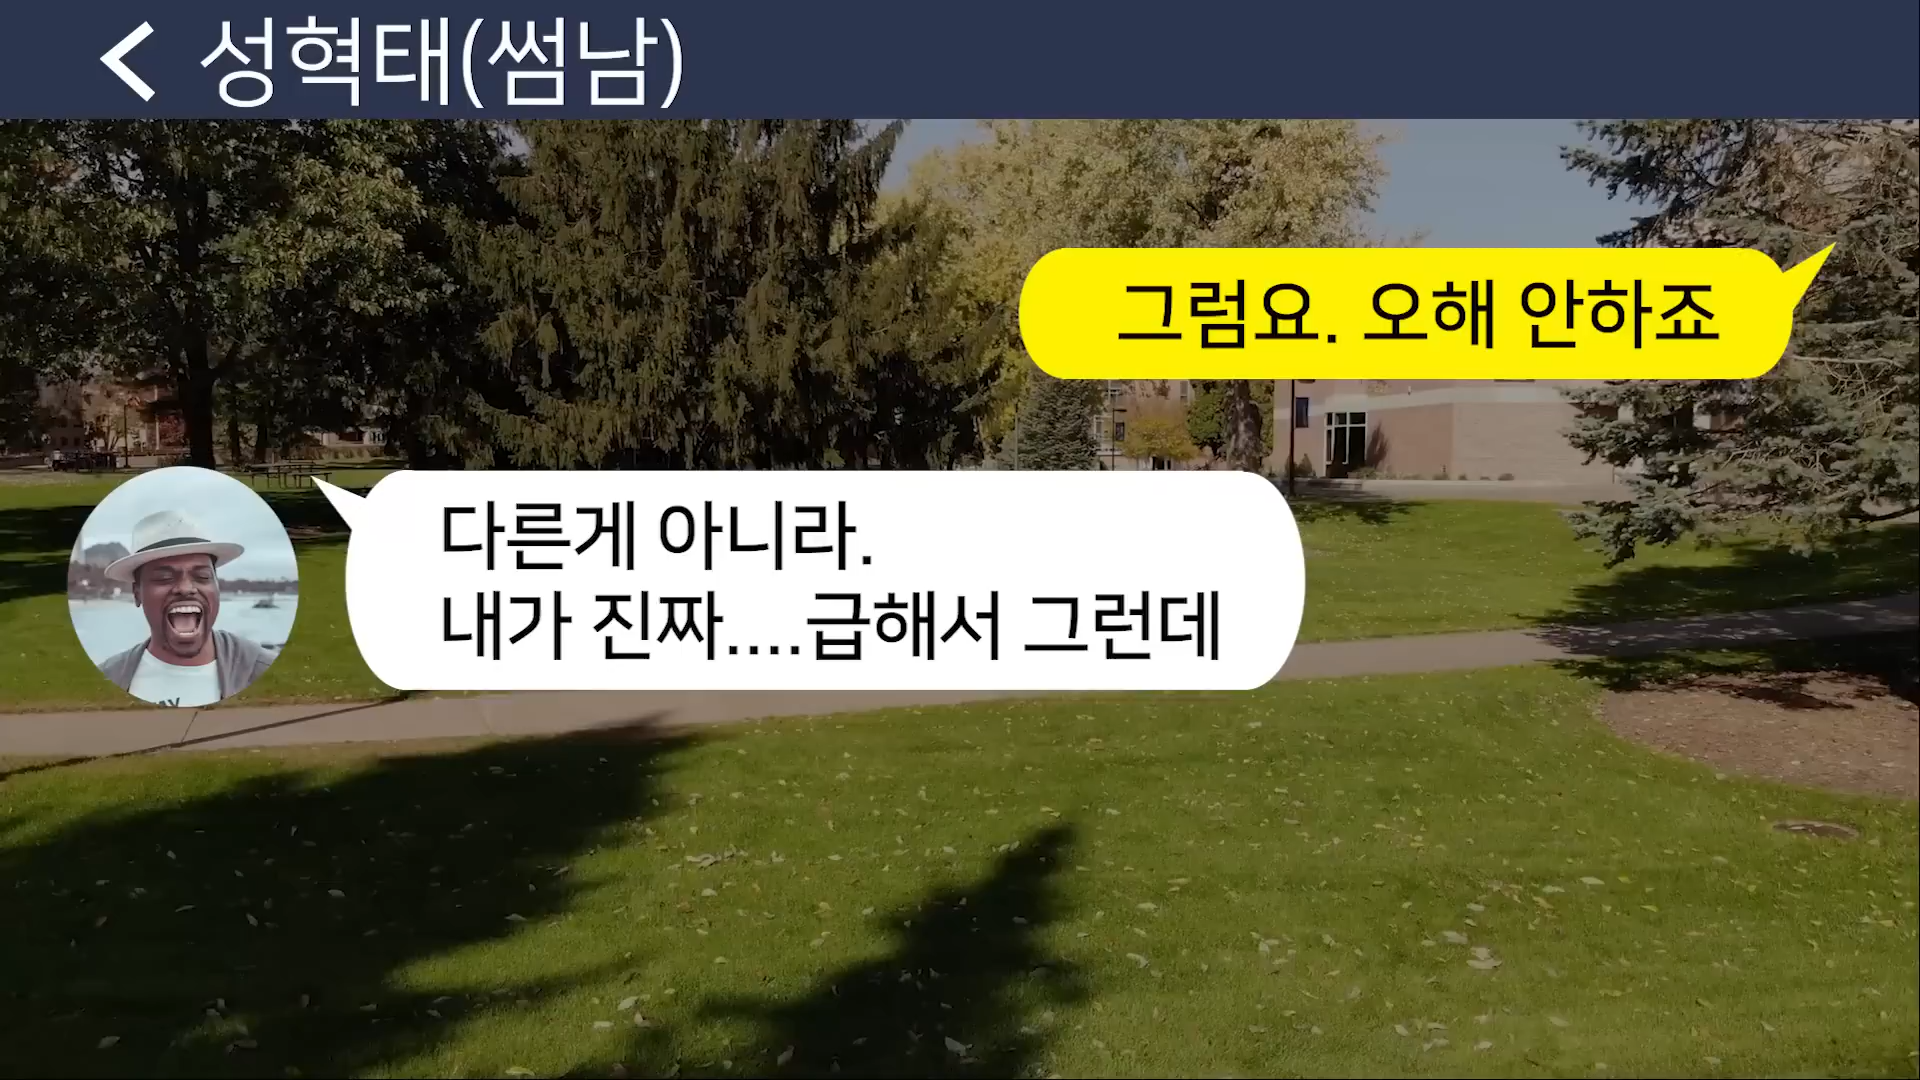 성혁태(썸남)
그럼요. 오해 안하죠
다른게 아니라.
내가 진짜....급해서 그런데